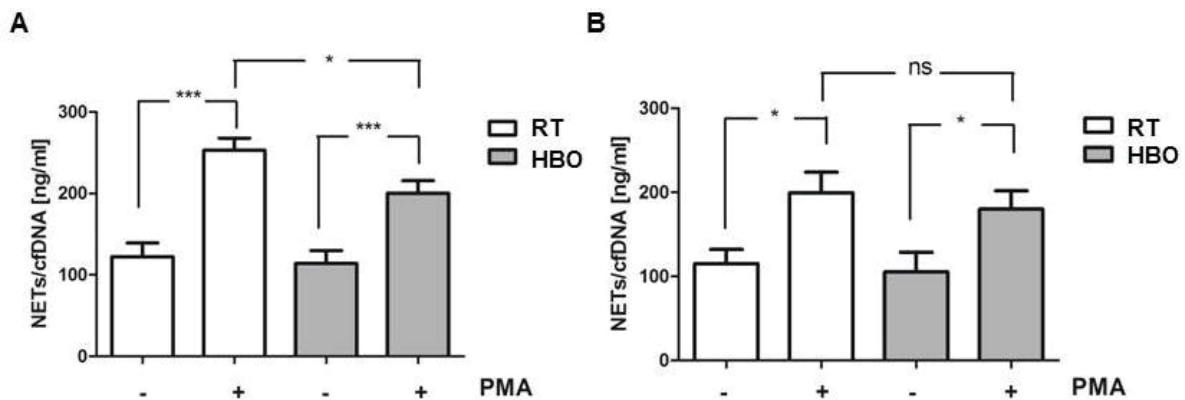 A
*
***
***
300
200
100
0
NETs/cfDNA [ng/ml]
RT
HBO
- + - + PMA
B
ns
*
*
300
200
100
0
NETs/cfDNA [ng/ml]
RT
HBO
- + - + PMA